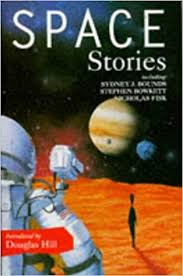 SPACE
Stories
including
SYDNEY J. BOUNDS
STEPHEN BOWKETT
NICHOLAS FISK
Introduced by
Douglas Hill